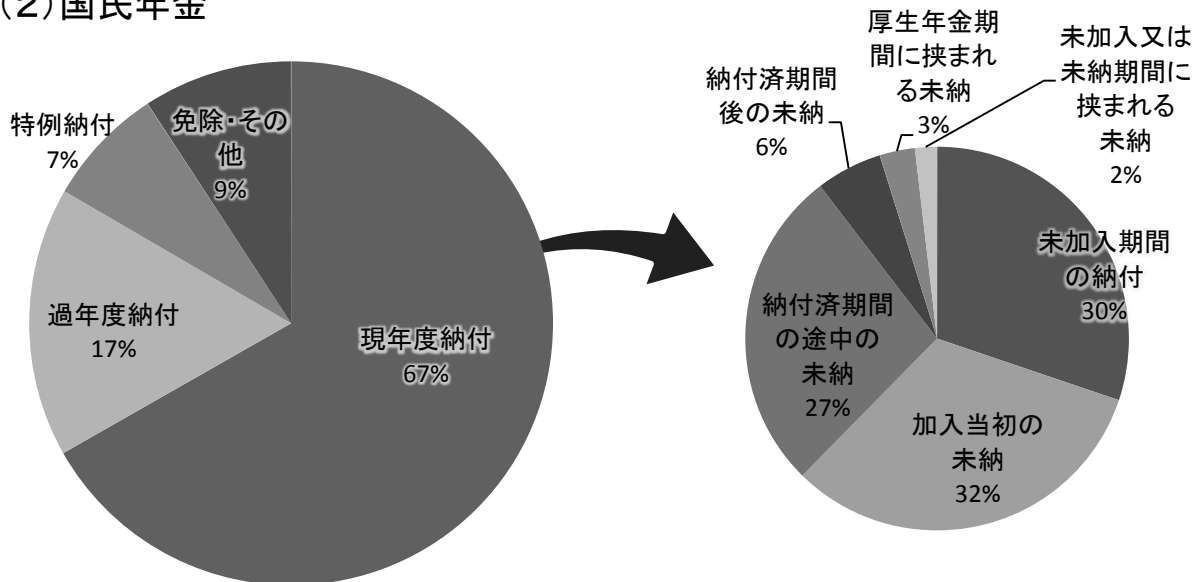 (2)国民年金
特例納付
7%
免除・その
他
9%
過年度納付
17%
現年度納付
67%
納付済期間
後の未納
6%
厚生年金期
間に挟まれ
る未納
3%
未加入又は
未納期間に
挟まれる
未納
2%
未加入期間
の納付
30%
納付済期間
の途中の
未納
27%
加入当初の
未納
32%